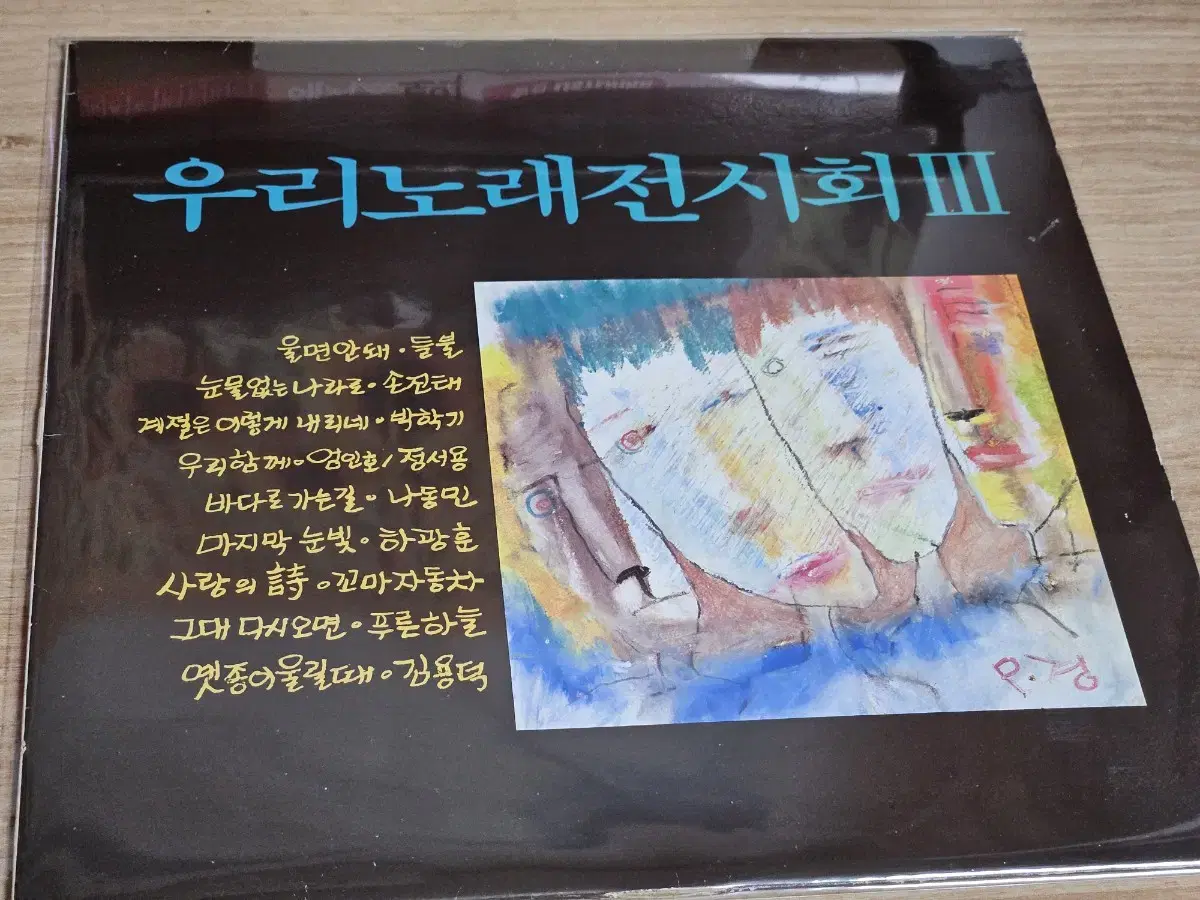 우리노래전시회 III
울면안돼 · 들불
눈물없는나라로 · 손진태
계절은 이렇게 내리네 · 박학기
우리함께 · 엄인호/정서용
바다로가는길 · 나동민
마지막 눈빛 · 하광훈
사랑의 詩 · 꼬마자동차
그대 다시오면 · 푸른하늘
옛종이울릴때 · 김용덕